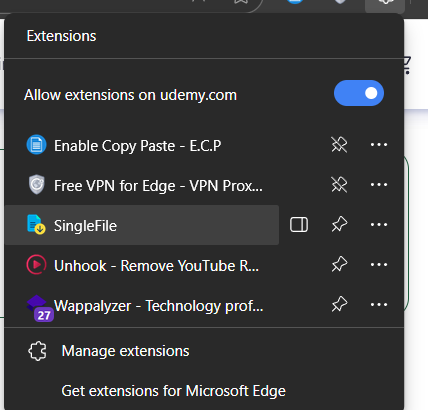 Extensions
Allow extensions on udemy.com
Enable Copy Paste - E.C.P
Free VPN for Edge - VPN Prox...
SingleFile
Unhook - Remove YouTube R...
Wappalyzer - Technology prof...
27
Manage extensions
Get extensions for Microsoft Edge